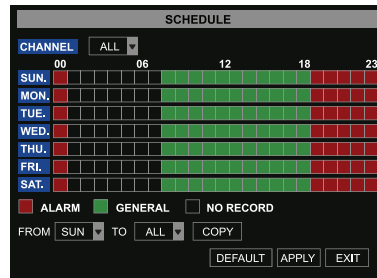 SCHEDULE
CHANNEL ALL
00 06 12 18 23
SUN.
MON.
TUE.
WED.
THU.
FRI.
SAT.
ALARM GENERAL NO RECORD
FROM SUN TO ALL COPY
DEFAULT APPLY EXIT